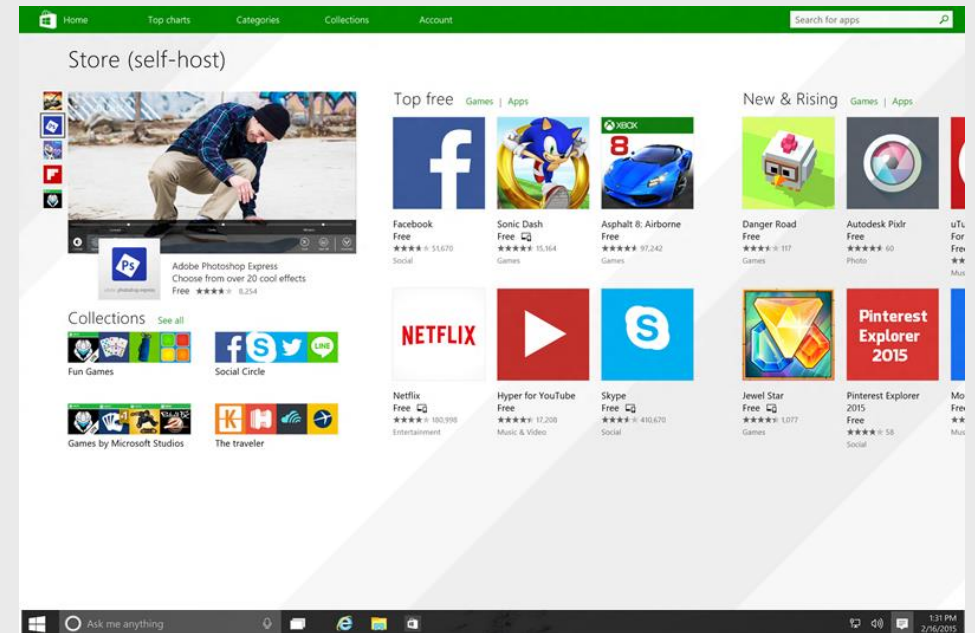 Home Top charts Categories Collections Account Search for apps
Store (self-host)
Adobe Photoshop Express
Choose from over 20 cool effects
Free 8,254
Collections See all
Fun Games
Social Circle
LINE
Games by Microsoft Studios
The traveler
Top free Games | Apps
Facebook
Free
51,670
Social
Sonic Dash
Free
15,164
Games
XBOX
8
Asphalt 8: Airborne
Free
97,242
Games
NETFLIX
Netflix
Free
180,998
Entertainment
Hyper for YouTube
Free
17,208
Music & Video
Skype
Free
410,670
Social
New & Rising Games | Apps
Danger Road
Free
117
Games
Autodesk Pixlr
Free
60
Photo
Jewel Star
Free
1,077
Games
Pinterest
Explorer
2015
Pinterest Explorer
2015
Free
58
Social
Ask me anything
1:31 PM
2/16/2015